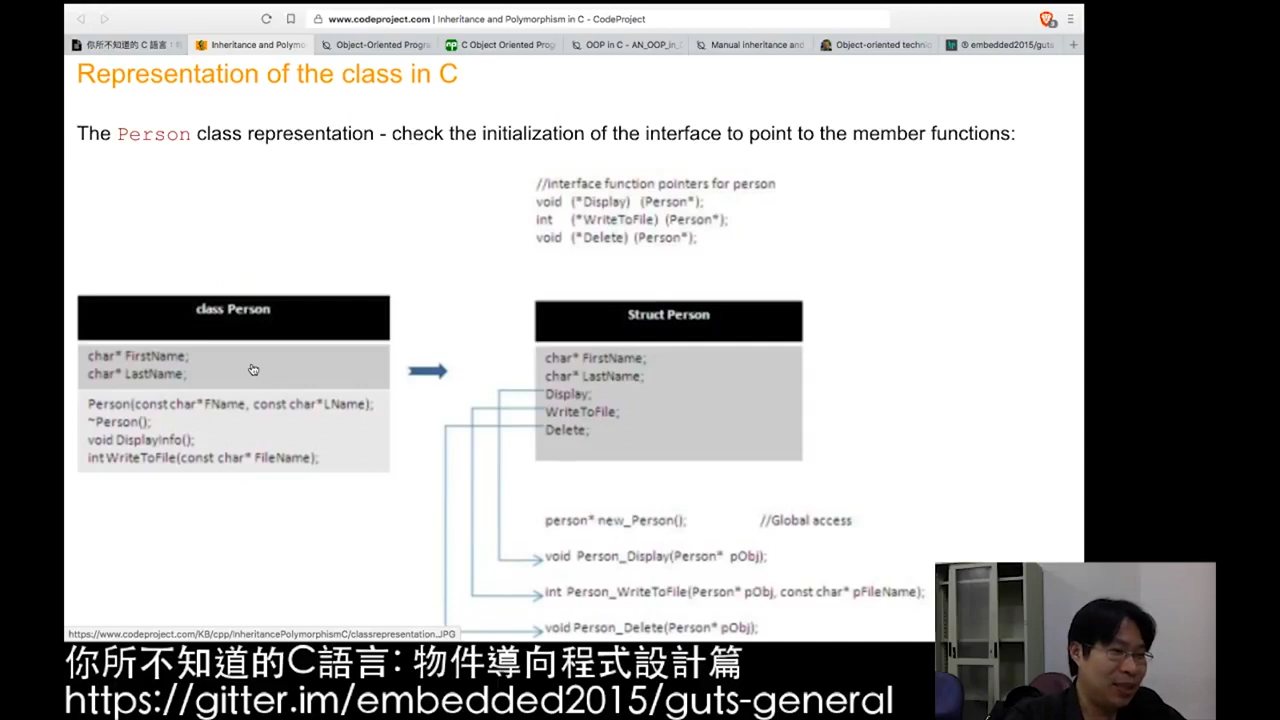 www.codeproject.com | Inheritance and Polymorphism in C - CodeProject
你所不知道的 C 語言：
Inheritance and Polymo
Object-Oriented Progra
C Object Oriented Prog
OOP in C - AN_OOP_in_
Manual inheritance and
Object-oriented technic
embedded2015/guts
Representation of the class in C
The Person class representation - check the initialization of the interface to point to the member functions:
//interface function pointers for person
void (*Display) (Person*);
int (*WriteToFile) (Person*);
void (*Delete) (Person*);
class Person
char* FirstName;
char* LastName;
Person(const char*FName, const char*LName);
~Person();
void DisplayInfo();
int WriteToFile(const char* FileName);
Struct Person
char* FirstName;
char* LastName;
Display;
WriteToFile;
Delete;
person* new_Person(); //Global access
void Person_Display(Person* pObj);
int Person_WriteToFile(Person* pObj, const char* pFileName);
void Person_Delete(Person* pObj);
https://www.codeproject.com/KB/cpp/InheritancePolymorphismC/classrepresentation.JPG
你所不知道的C語言: 物件導向程式設計篇
https://gitter.im/embedded2015/guts-general